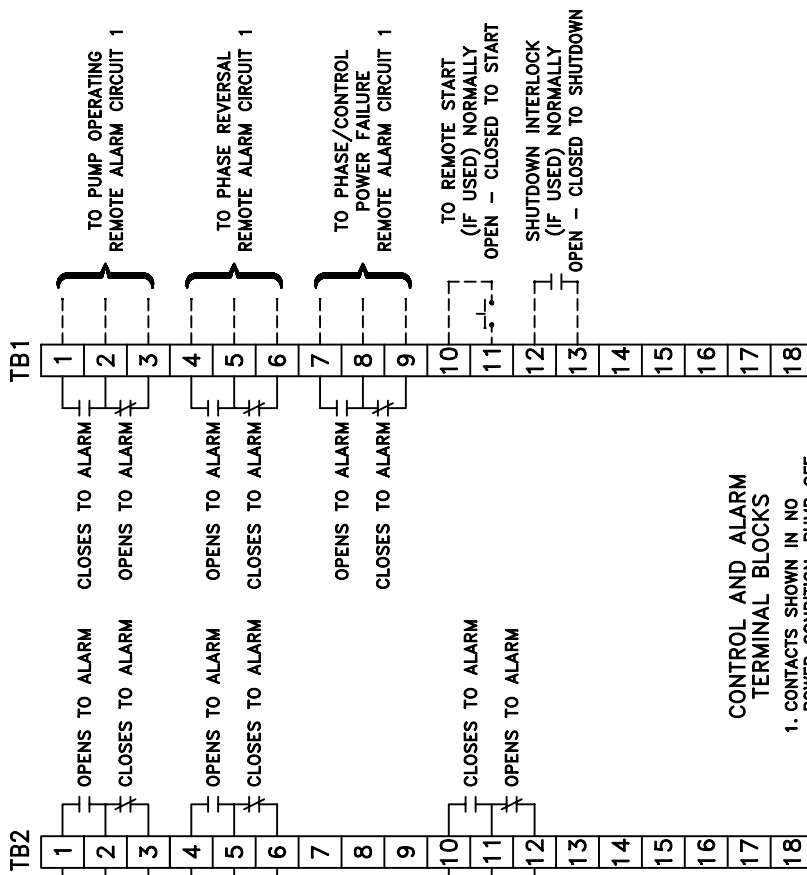 TB2
1
2
3
4
5
6
7
8
9
10
11
12
13
14
15
16
17
18
OPENS TO ALARM
CLOSES TO ALARM
OPENS TO ALARM
CLOSES TO ALARM
CLOSES TO ALARM
OPENS TO ALARM
CLOSES TO ALARM
OPENS TO ALARM
OPENS TO ALARM
CLOSES TO ALARM
OPENS TO ALARM
CLOSES TO ALARM
TB1
1
2
3
4
5
6
7
8
9
10
11
12
13
14
15
16
17
18
TO PUMP OPERATING
REMOTE ALARM CIRCUIT 1
TO PHASE REVERSAL
REMOTE ALARM CIRCUIT 1
TO PHASE/CONTROL
POWER FAILURE
REMOTE ALARM CIRCUIT 1
TO REMOTE START
(IF USED) NORMALLY
OPEN - CLOSED TO START
SHUTDOWN INTERLOCK
(IF USED) NORMALLY
OPEN - CLOSED TO SHUTDOWN
CONTROL AND ALARM
TERMINAL BLOCKS
1. CONTACTS SHOWN IN NO
POWER CONDITION, PUMP OFF